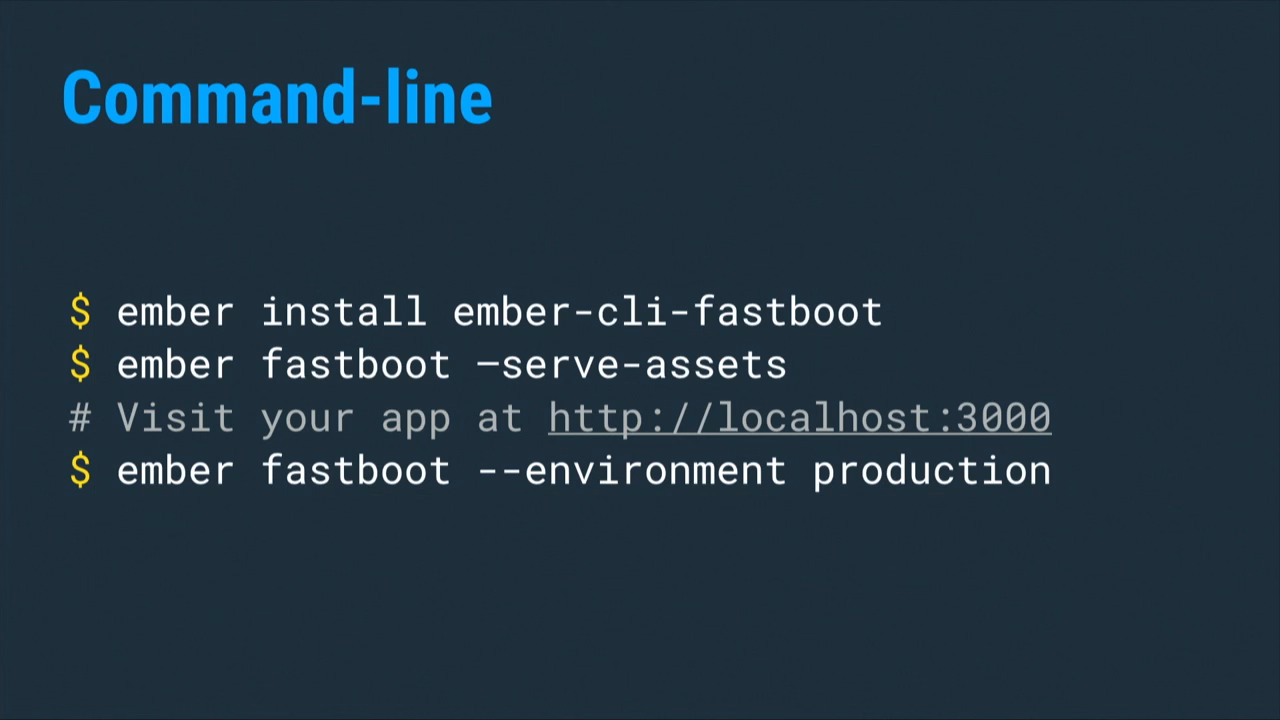 Command-line
$ ember install ember-cli-fastboot
$ ember fastboot —serve-assets
# Visit your app at http://localhost:3000
$ ember fastboot --environment production